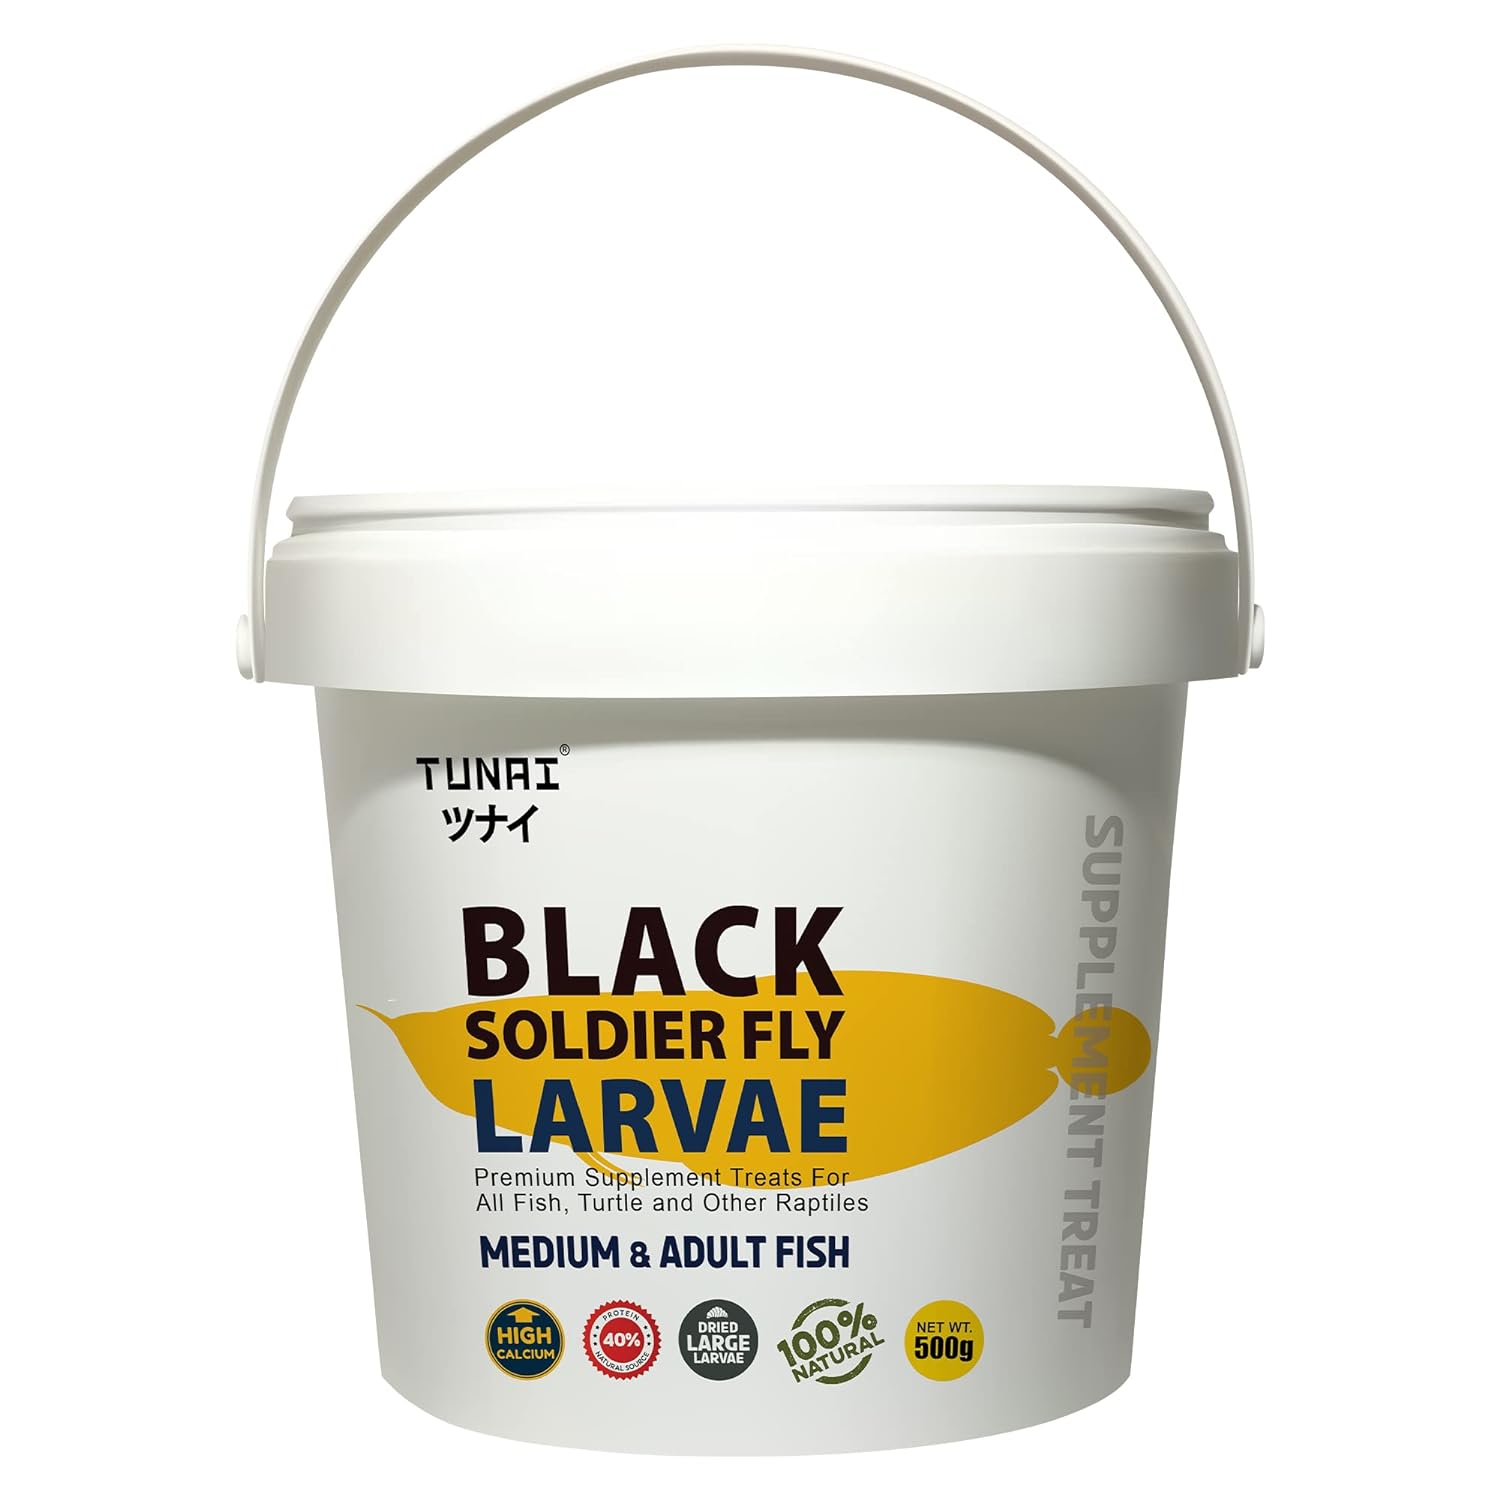 TUNAI®
ツナイ
BLACK
SOLDIER FLY
LARVAE
Premium Supplement Treats For
All Fish, Turtle and Other Raptiles
MEDIUM & ADULT FISH
HIGH
CALCIUM
PROTEIN
40%
NATURAL SOURCE
DRIED
LARGE
LARVAE
100%
NATURAL
NET WT.
500g
SUPPLEMENT TREAT